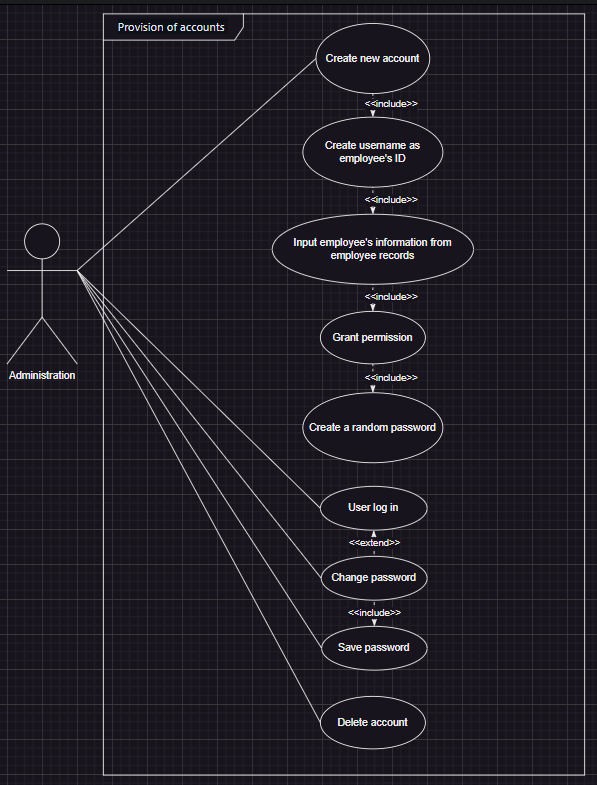 Provision of accounts
Create new account
<<include>>
Create username as
employee's ID
<<include>>
Input employee's information from
employee records
<<include>>
Grant permission
<<include>>
Create a random password
Administration
User log in
<<extend>>
Change password
<<include>>
Save password
Delete account